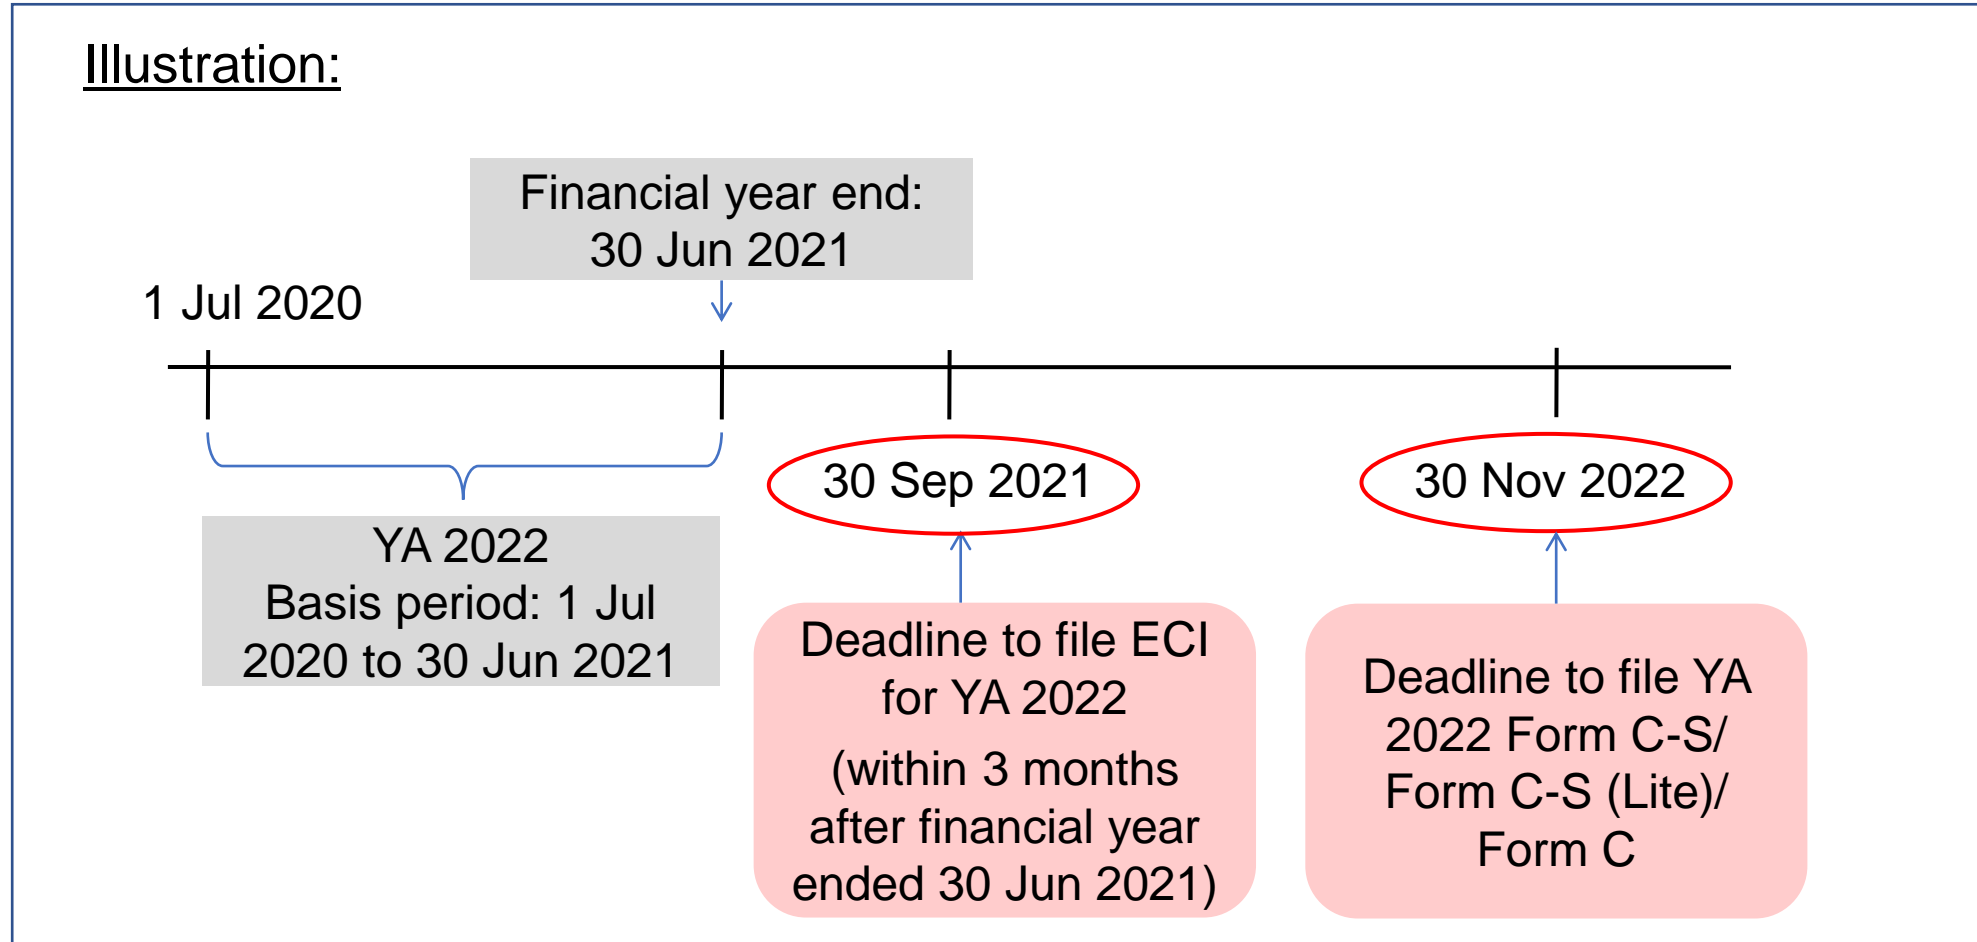 Illustration:
Financial year end:
30 Jun 2021
1 Jul 2020
30 Sep 2021
30 Nov 2022
YA 2022
Basis period: 1 Jul
2020 to 30 Jun 2021
Deadline to file ECI
for YA 2022
(within 3 months
after financial year
ended 30 Jun 2021)
Deadline to file YA
2022 Form C-S/
Form C-S (Lite)/
Form C